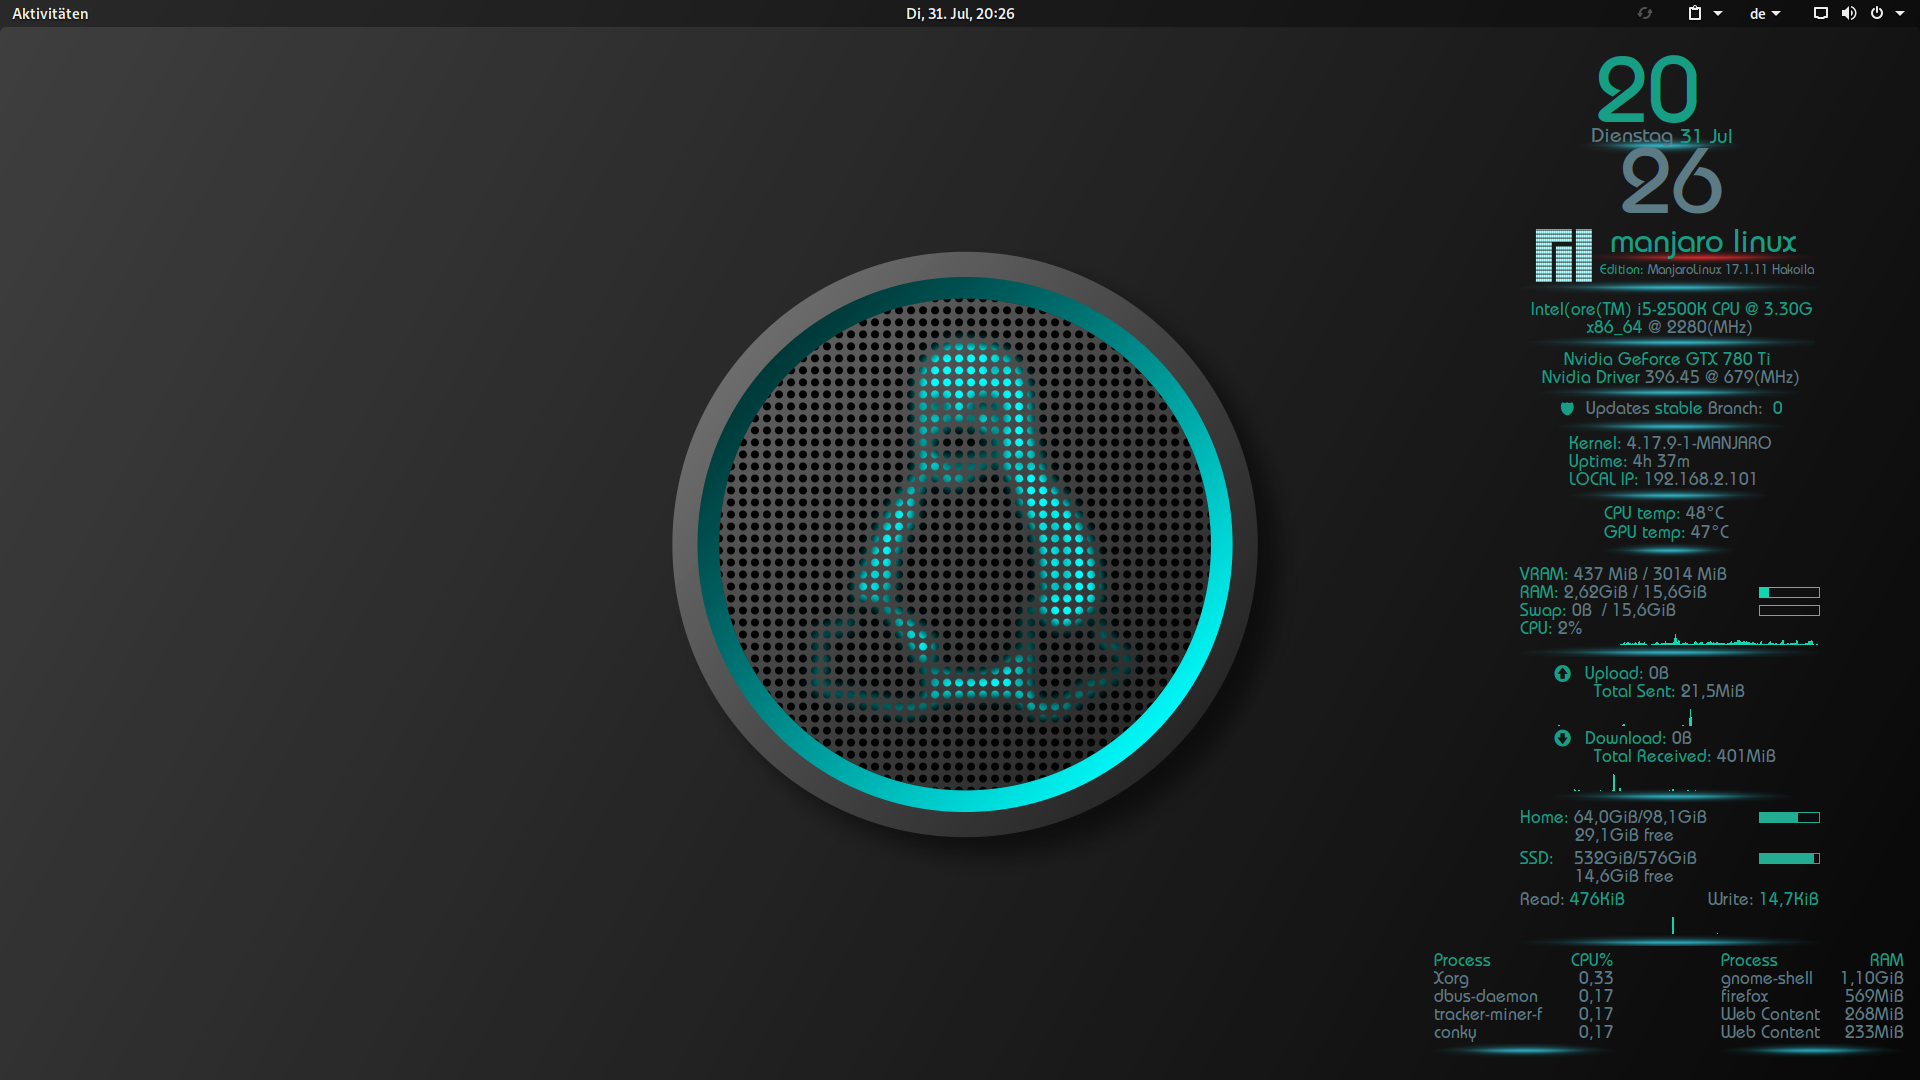 Aktivitäten
Di, 31. Jul, 20:26
de
20
Dienstag 31 Jul
26
manjaro linux
Edition: ManjaroLinux 17.1.11 Hakoila
Intel(ore(TM) i5-2500K CPU @ 3.30G
x86_64 @ 2280(MHz)
Nvidia GeForce GTX 780 Ti
Nvidia Driver 396.45 @ 679(MHz)
Updates stable Branch: 0
Kernel: 4.17.9-1-MANJARO
Uptime: 4h 37m
LOCAL IP: 192.168.2.101
CPU temp: 48°C
GPU temp: 47°C
VRAM: 437 MiB / 3014 MiB
RAM: 2,62GiB / 15,6GiB
Swap: 0B / 15,6GiB
CPU: 2%
Upload: 0B
Total Sent: 21,5MiB
Download: 0B
Total Received: 401MiB
Home: 64,0GiB/98,1GiB
29,1GiB free
SSD: 532GiB/576GiB
14,6GiB free
Read: 476KiB Write: 14,7KiB
Process CPU% Process RAM
Xorg 0,33 gnome-shell 1,10GiB
dbus-daemon 0,17 firefox 569MiB
tracker-miner-f 0,17 Web Content 268MiB
conky 0,17 Web Content 233MiB